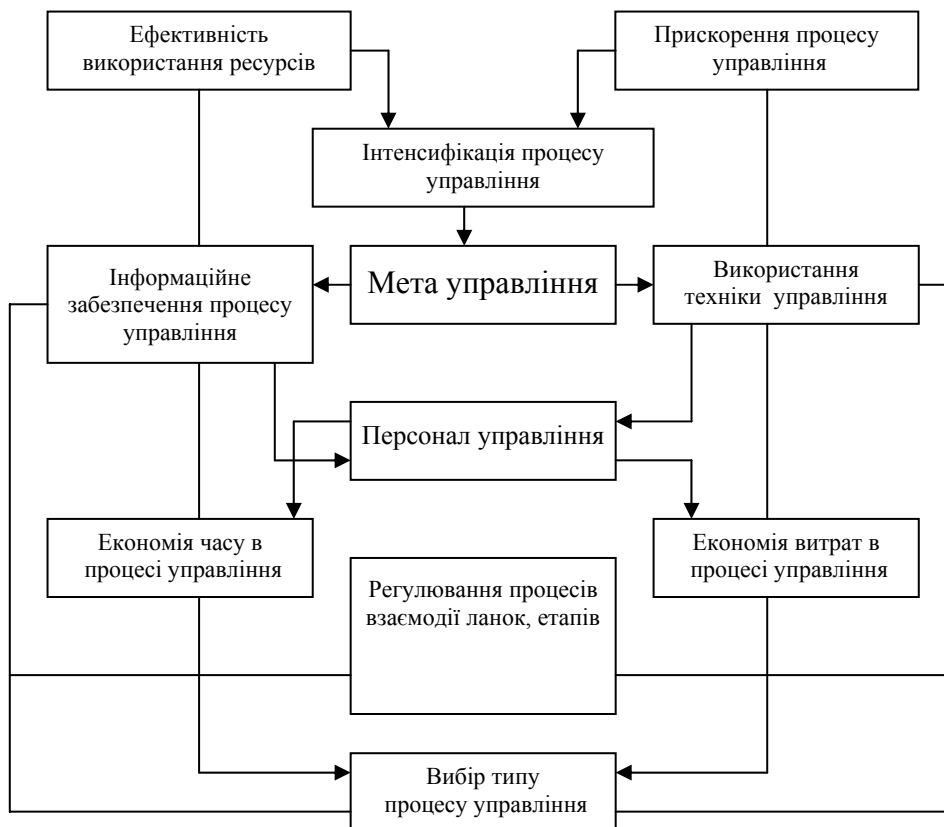 Ефективність
використання ресурсів
Прискорення процесу
управління
Інтенсифікація процесу
управління
Інформаційне
забезпечення процесу
управління
Мета управління
Використання
техніки управління
Персонал управління
Економія часу в
процесі управління
Економія витрат в
процесі управління
Регулювання процесів
взаємодії ланок, етапів
Вибір типу
процесу управління